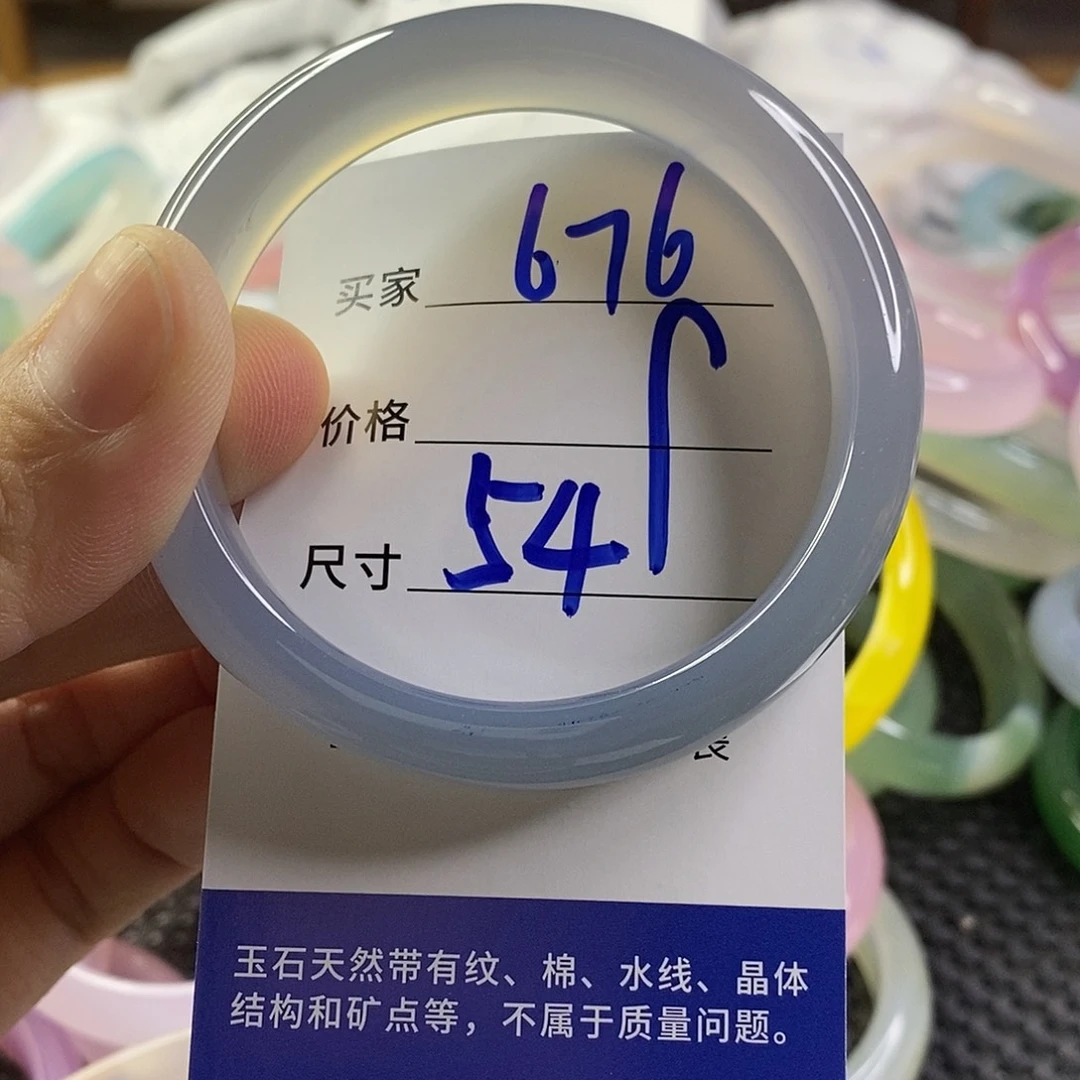 买家 676
价格
尺寸 54
玉石天然带有纹、棉、水线、晶体
结构和矿点等，不属于质量问题。